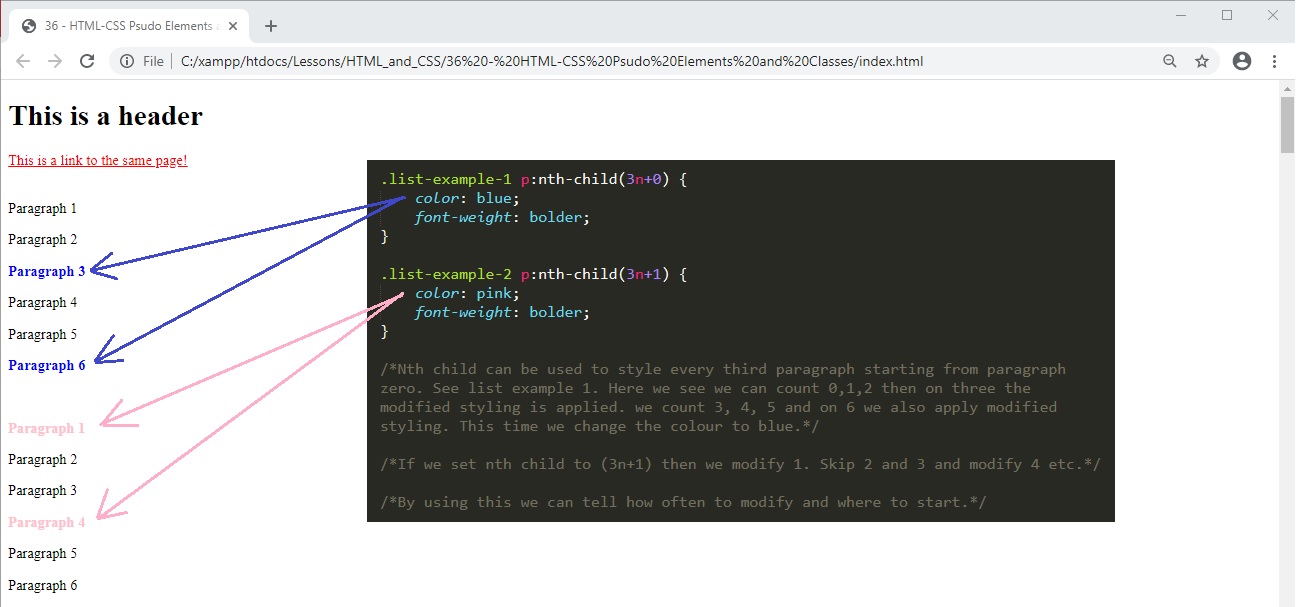 36 - HTML-CSS Psudo Elements
File
C:/xampp/htdocs/Lessons/HTML_and_CSS/36%20-%20HTML-CSS%20Psudo%20Elements%20and%20Classes/index.html
This is a header
This is a link to the same page!
Paragraph 1
Paragraph 2
Paragraph 3
Paragraph 4
Paragraph 5
Paragraph 6
Paragraph 1
Paragraph 2
Paragraph 3
Paragraph 4
Paragraph 5
Paragraph 6
.list-example-1 p:nth-child(3n+0) {
color: blue;
font-weight: bolder;
}
.list-example-2 p:nth-child(3n+1) {
color: pink;
font-weight: bolder;
}
/*Nth child can be used to style every third paragraph starting from paragraph
zero. See list example 1. Here we see we can count 0,1,2 then on three the
modified styling is applied. we count 3, 4, 5 and on 6 we also apply modified
styling. This time we change the colour to blue.*/
/*If we set nth child to (3n+1) then we modify 1. Skip 2 and 3 and modify 4 etc.*/
/*By using this we can tell how often to modify and where to start.*/